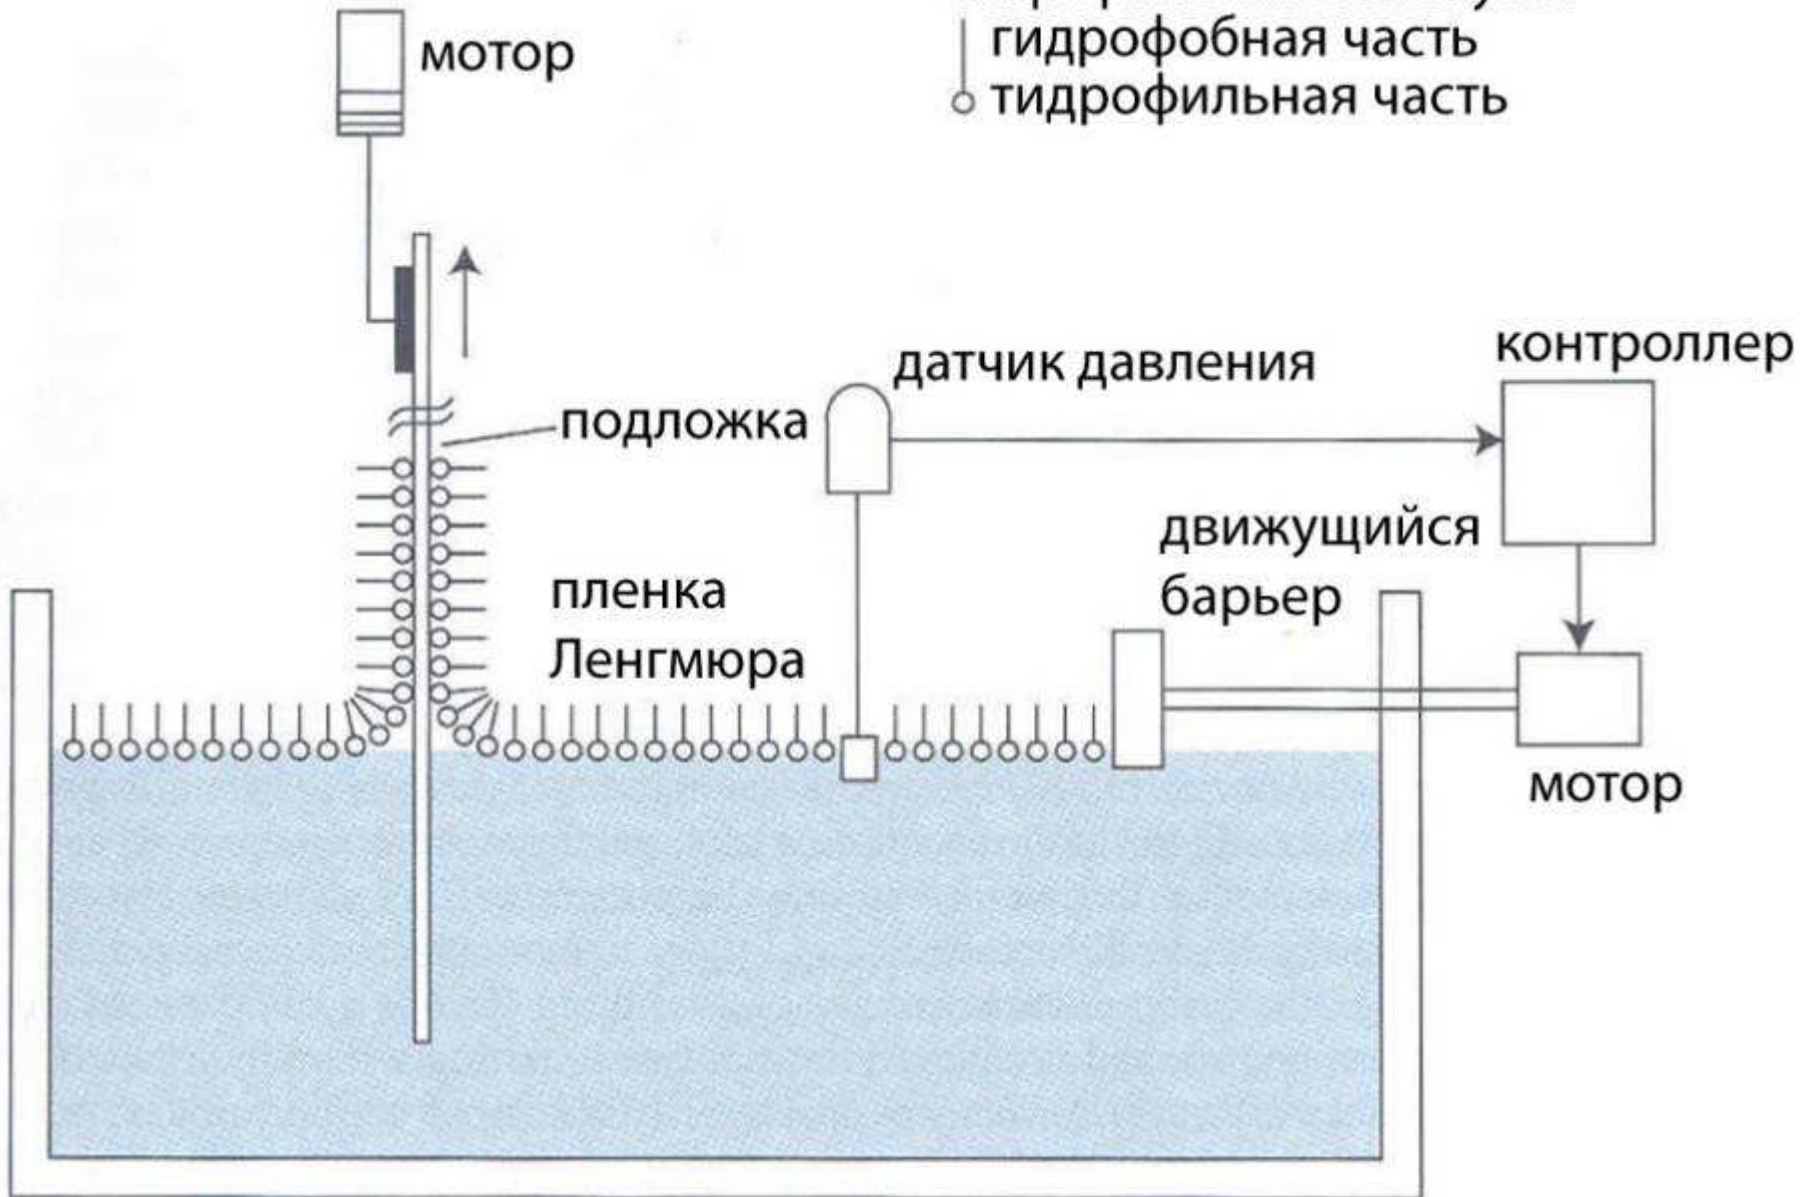 мотор
гидрофобная часть
тидрофильная часть
датчик давления
контроллер
подложка
движущийся
барьер
пленка
Ленгмюра
мотор